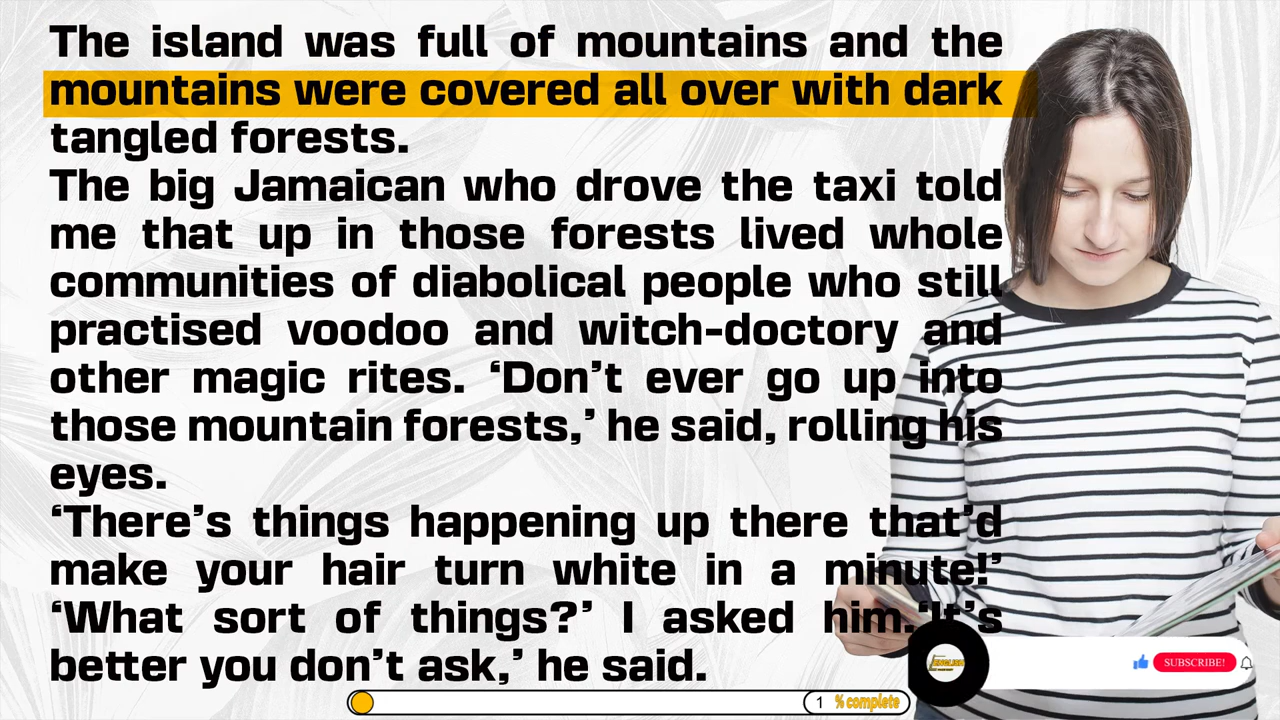 The island was full of mountains and the
mountains were covered all over with dark
tangled forests.
The big Jamaican who drove the taxi told
me that up in those forests lived whole
communities of diabolical people who still
practised voodoo and witch-doctory and
other magic rites. ‘Don’t ever go up into
those mountain forests,’ he said, rolling his
eyes.
‘There’s things happening up there that’d
make your hair turn white in a minute!’
‘What sort of things?’ I asked him.‘It’s
better you don’t ask,’ he said.
ENGLISH
SUBSCRIBE!
1 % complete